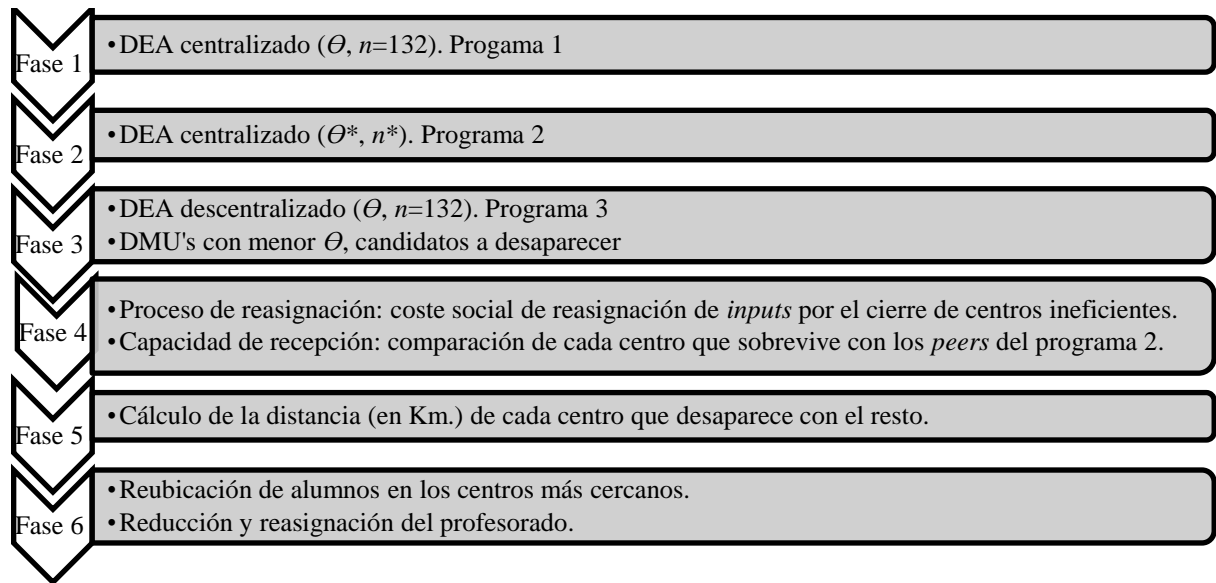 Fase 1
•DEA centralizado (Ө, n=132). Progama 1
Fase 2
•DEA centralizado (Ө*, n*). Programa 2
Fase 3
•DEA descentralizado (Ө, n=132). Programa 3
•DMU's con menor Ө, candidatos a desaparecer
Fase 4
•Proceso de reasignación: coste social de reasignación de inputs por el cierre de centros ineficientes.
•Capacidad de recepción: comparación de cada centro que sobrevive con los peers del programa 2.
Fase 5
•Cálculo de la distancia (en Km.) de cada centro que desaparece con el resto.
Fase 6
•Reubicación de alumnos en los centros más cercanos.
•Reducción y reasignación del profesorado.